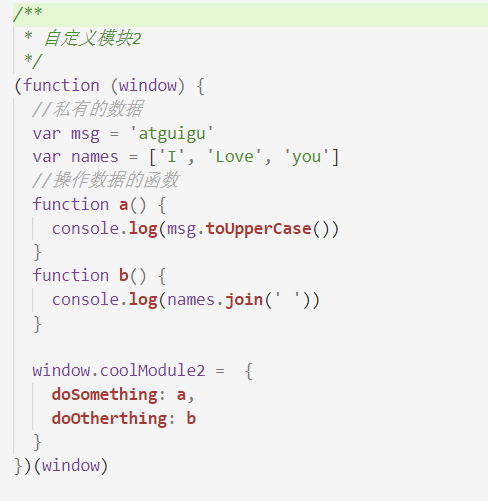 /**
 * 自定义模块2
 */
(function (window) {
  //私有的数据
  var msg = 'atguigu'
  var names = ['I', 'Love', 'you']
  //操作数据的函数
  function a() {
    console.log(msg.toUpperCase())
  }
  function b() {
    console.log(names.join(' '))
  }

  window.coolModule2 =  {
    doSomething: a,
    doOtherthing: b
  }
})(window)